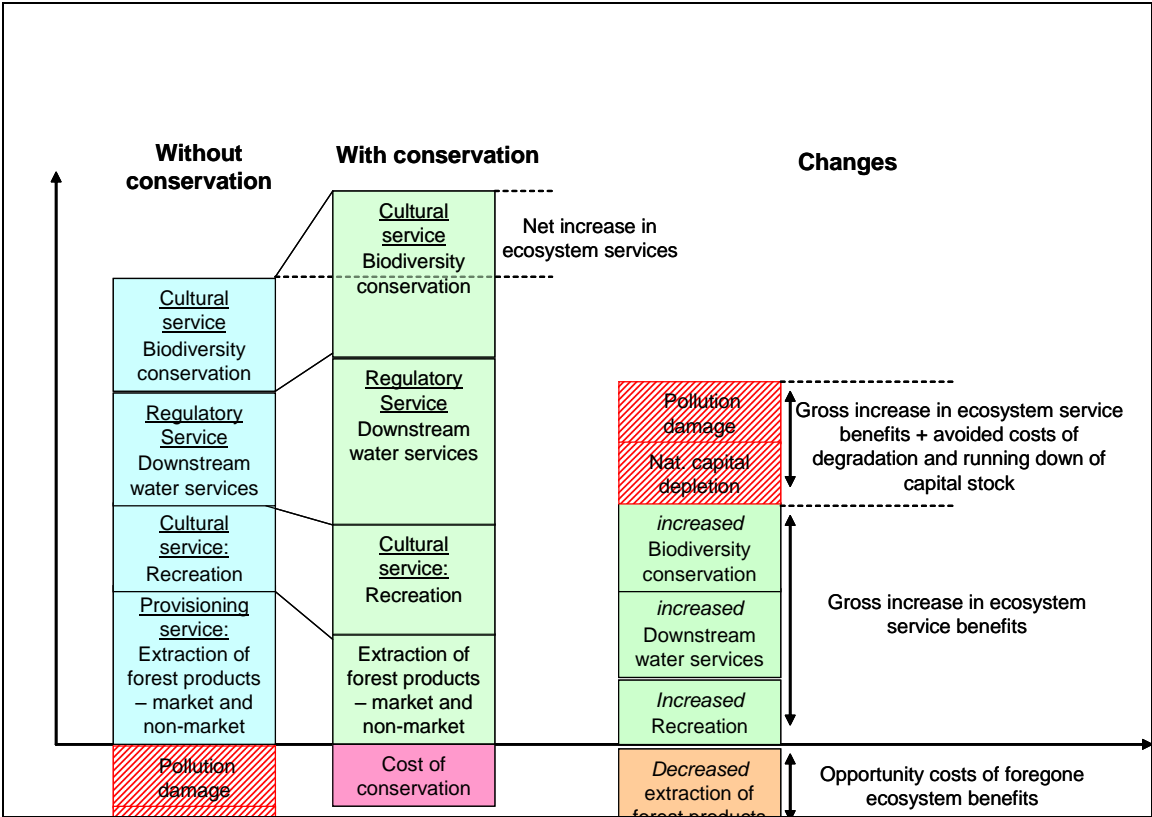 Without
conservation
With conservation
Changes
Cultural
service
Biodiversity
conservation
Regulatory
Service
Downstream
water services
Cultural
service:
Recreation
Provisioning
service:
Extraction of
forest products
– market and
non-market
Pollution
damage
Cultural
service
Biodiversity
conservation
Regulatory
Service
Downstream
water services
Cultural
service:
Recreation
Extraction of
forest products
– market and
non-market
Cost of
conservation
Net increase in
ecosystem services
Pollution
damage
Nat. capital
depletion
increased
Biodiversity
conservation
increased
Downstream
water services
Increased
Recreation
Decreased
extraction of
forest products
Gross increase in ecosystem service
benefits + avoided costs of
degradation and running down of
capital stock
Gross increase in ecosystem
service benefits
Opportunity costs of foregone
ecosystem benefits